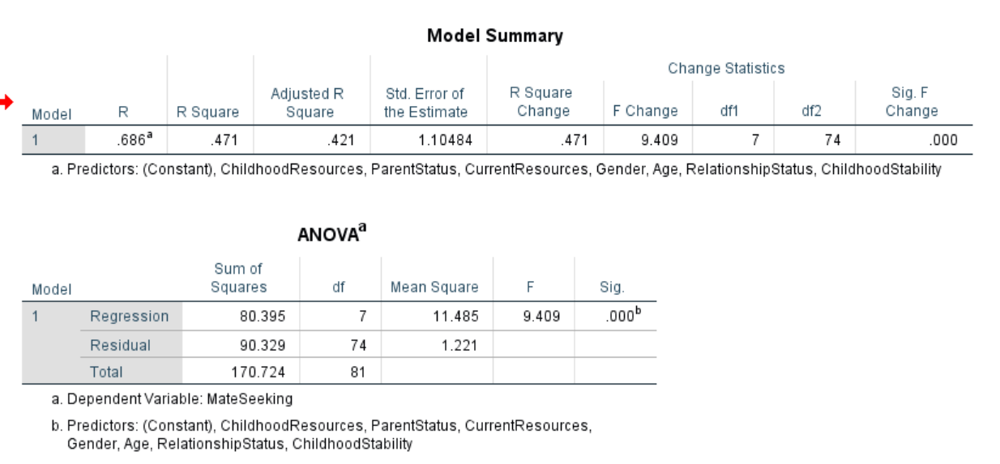 Model Summary
Change Statistics
Model R R Square Adjusted R Square Std. Error of the Estimate R Square Change F Change df1 df2 Sig. F Change
1 .686a .471 .421 1.10484 .471 9.409 7 74 .000
a. Predictors: (Constant), ChildhoodResources, ParentStatus, CurrentResources, Gender, Age, RelationshipStatus, ChildhoodStability
ANOVAa
Model Sum of Squares df Mean Square F Sig.
1 Regression 80.395 7 11.485 9.409 .000b
Residual 90.329 74 1.221
Total 170.724 81
a. Dependent Variable: MateSeeking
b. Predictors: (Constant), ChildhoodResources, ParentStatus, CurrentResources,
Gender, Age, RelationshipStatus, ChildhoodStability